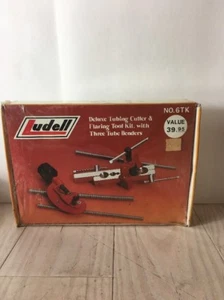 Ludell
Deluxe Tubing Cutter &
Flaring Tool Kit, with
Three Tube Benders
NO. 6TK
VALUE
39.95